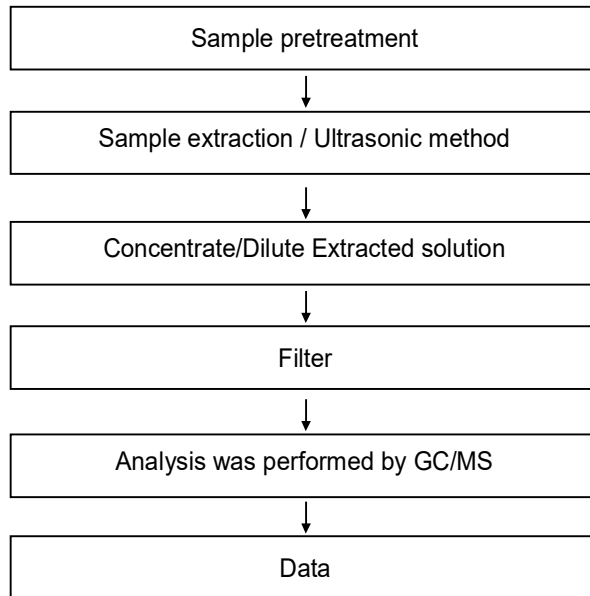 Sample pretreatment
Sample extraction / Ultrasonic method
Concentrate/Dilute Extracted solution
Filter
Analysis was performed by GC/MS
Data